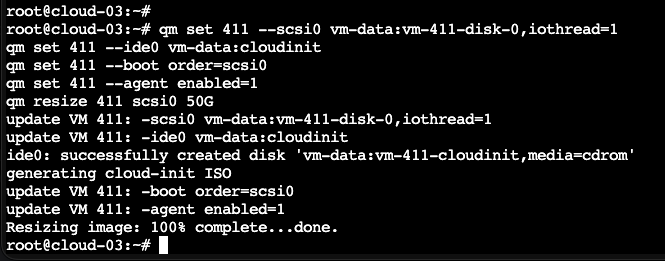 root@cloud-03:~#
root@cloud-03:~# qm set 411 --scsi0 vm-data:vm-411-disk-0,iothread=1
qm set 411 --ide0 vm-data:cloudinit
qm set 411 --boot order=scsi0
qm set 411 --agent enabled=1
qm resize 411 scsi0 50G
update VM 411: -scsi0 vm-data:vm-411-disk-0,iothread=1
update VM 411: -ide0 vm-data:cloudinit
ide0: successfully created disk 'vm-data:vm-411-cloudinit,media=cdrom'
generating cloud-init ISO
update VM 411: -boot order=scsi0
update VM 411: -agent enabled=1
Resizing image: 100% complete...done.
root@cloud-03:~#